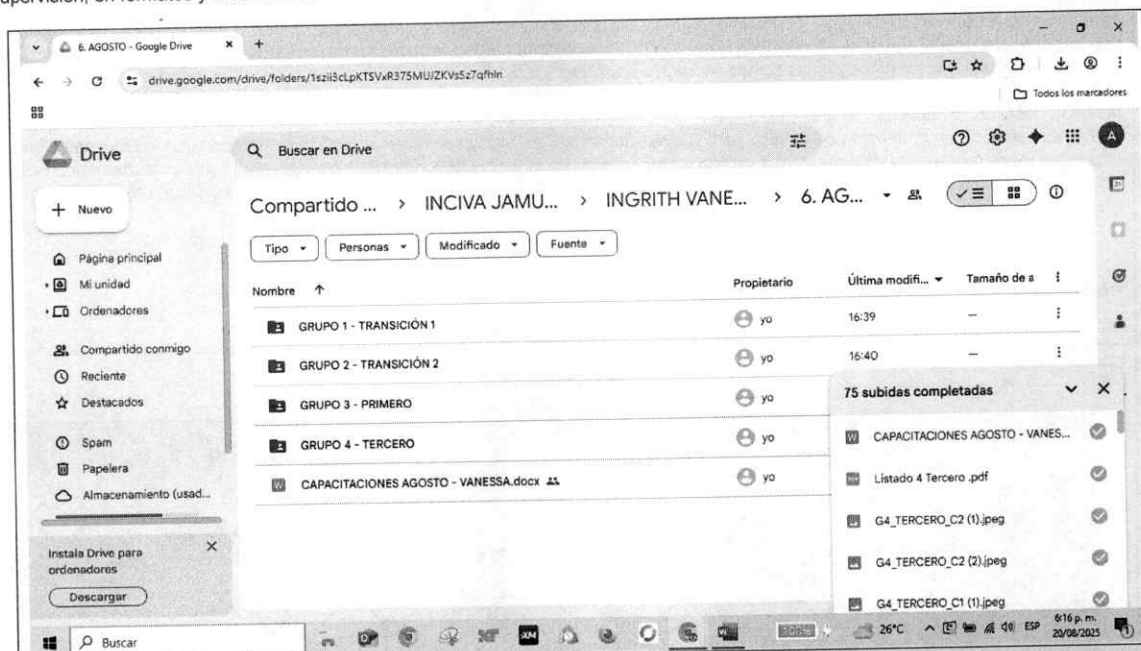 upervisión, en formatos y
6. AGOSTO - Google Drive
drive.google.com/drive/folders/1szii3cLpKTSVxR375MUJZKVs5z7qfhIn
Todos los marcadores
Drive
Buscar en Drive
A
Nuevo
Compartido ... > INCIVA JAMU... > INGRITH VANE... > 6. AG...
Tipo Personas Modificado Fuente
Página principal
Mi unidad
Ordenadores
Compartido conmigo
Reciente
Destacados
Spam
Papelera
Almacenamiento (usad...
Instala Drive para
ordenadores
Descargar
Nombre Propietario Última modifi... Tamaño de a
GRUPO 1 - TRANSICIÓN 1 yo 16:39 —
GRUPO 2 - TRANSICIÓN 2 yo 16:40 —
GRUPO 3 - PRIMERO yo
GRUPO 4 - TERCERO yo
CAPACITACIONES AGOSTO - VANESSA.docx yo
75 subidas completadas
CAPACITACIONES AGOSTO - VANES...
Listado 4 Tercero .pdf
G4_TERCERO_C2 (1).jpeg
G4_TERCERO_C2 (2).jpeg
G4_TERCERO_C1 (1).jpeg
Buscar
26°C ESP 6:16 p. m.
20/08/2025